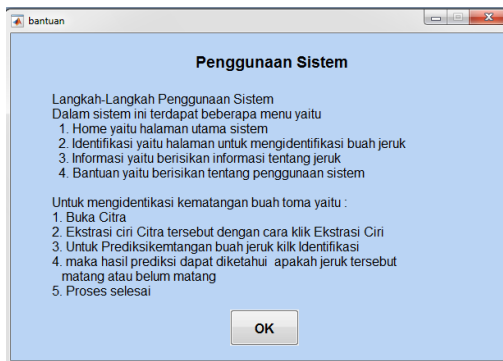 bantuan
Penggunaan Sistem
Langkah-Langkah Penggunaan Sistem
Dalam sistem ini terdapat beberapa menu yaitu
1. Home yaitu halaman utama sistem
2. Identifikasi yaitu halaman untuk mengidentifikasi buah jeruk
3. Informasi yaitu berisikan informasi tentang jeruk
4. Bantuan yaitu berisikan tentang penggunaan sistem
Untuk mengidentikasi kematangan buah toma yaitu :
1. Buka Citra
2. Ekstrasi ciri Citra tersebut dengan cara klik Ekstrasi Ciri
3. Untuk Prediksikemtangan buah jeruk kilk Identifikasi
4. maka hasil prediksi dapat diketahui apakah jeruk tersebut
matang atau belum matang
5. Proses selesai
OK